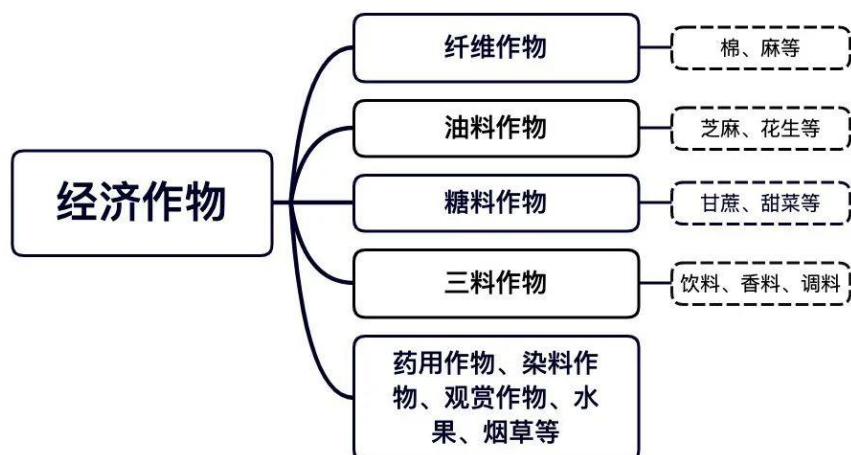 经济作物
纤维作物
棉、麻等
油料作物
芝麻、花生等
糖料作物
甘蔗、甜菜等
三料作物
饮料、香料、调料
药用作物、染料作
物、观赏作物、水
果、烟草等